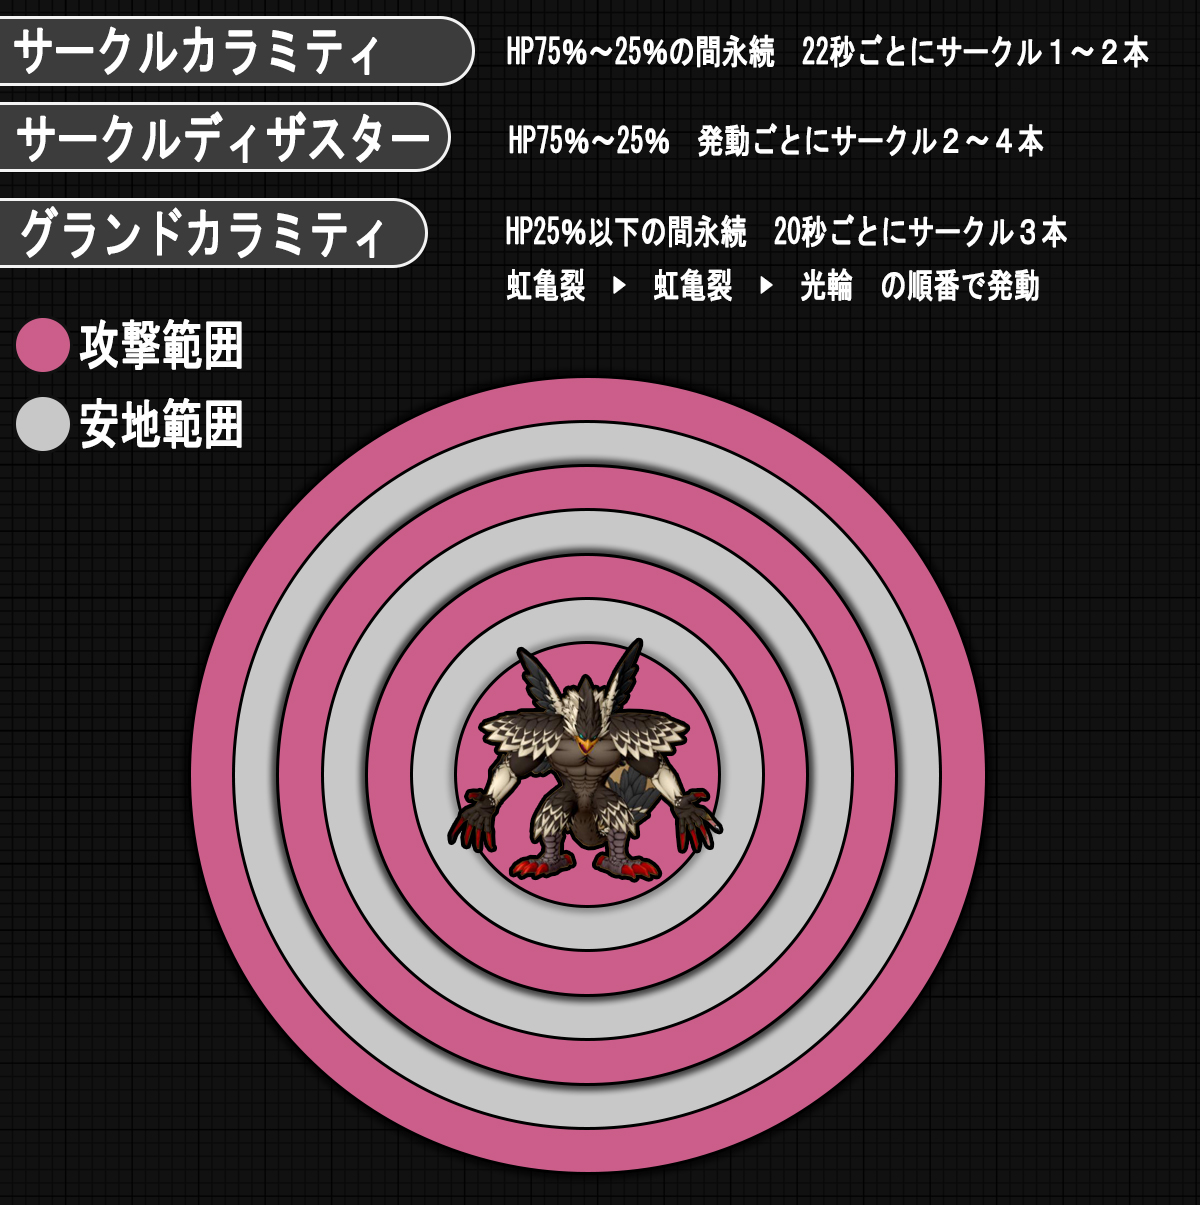 サークルカラミティ HP75%～25%の間永続 22秒ごとにサークル１～２本
サークルディザスター HP75%～25% 発動ごとにサークル２～４本
グランドカラミティ HP25%以下の間永続 20秒ごとにサークル３本
虹亀裂 ▶ 虹亀裂 ▶ 光輪 の順番で発動
攻撃範囲
安地範囲